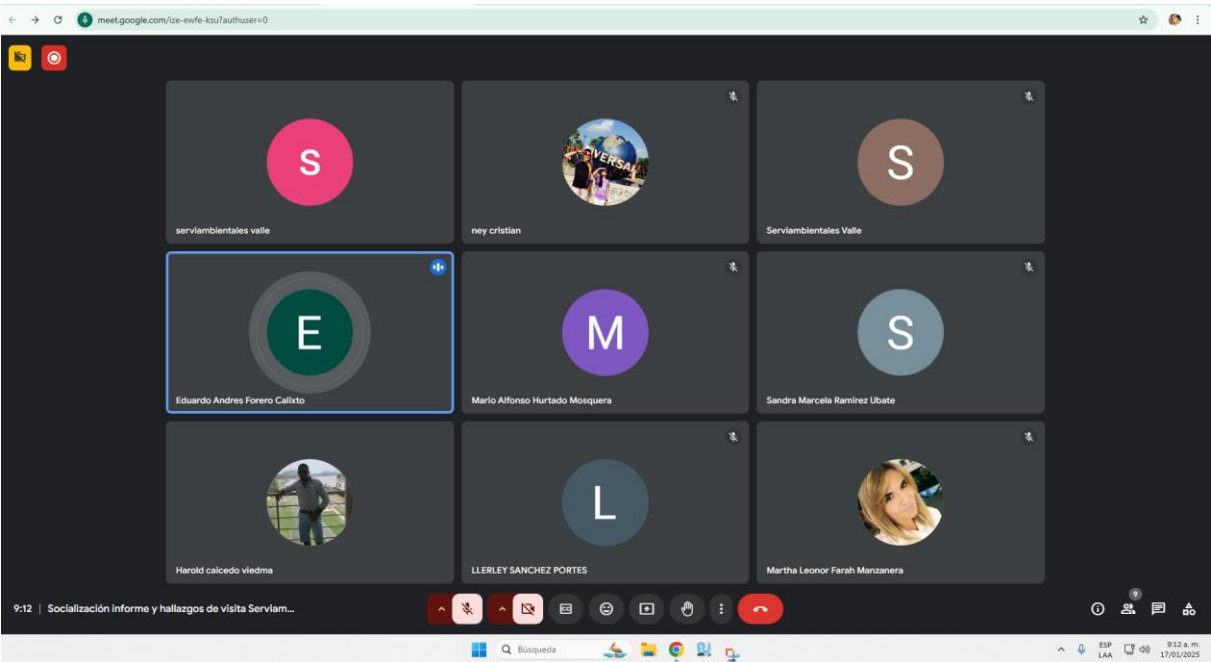 meet.google.com/ize-ewfe-ksu?authuser=0
S
VERSAL
S
serviambientales valle
ney cristian
Serviambientales Valle
E
M
S
Eduardo Andres Forero Calixto
Mario Alfonso Hurtado Mosquera
Sandra Marcela Ramirez Ubate
L
Harold caicedo viedma
LLERLEY SANCHEZ PORTES
Martha Leonor Farah Manzanera
9:12 | Socialización informe y hallazgos de visita Serviam...
CC
9
Búsqueda
ESP
LAA
9:12 a. m.
17/01/2025